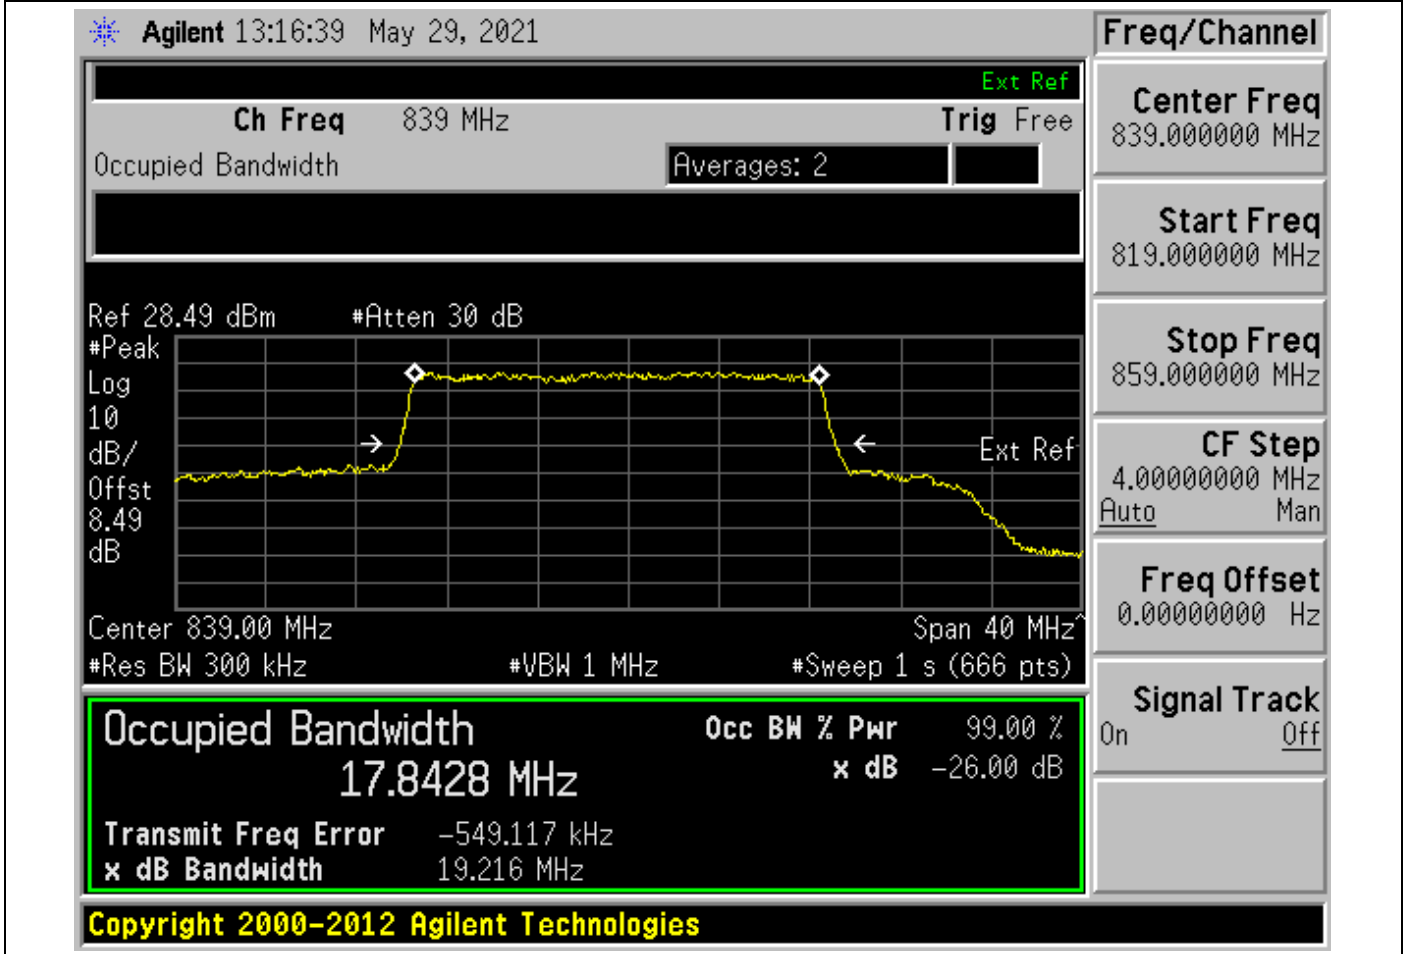 Agilent 13:16:39 May 29, 2021
Freq/Channel
Ext Ref
Ch Freq 839 MHz Trig Free
Occupied Bandwidth Averages: 2
Center Freq
839.000000 MHz
Start Freq
819.000000 MHz
Stop Freq
859.000000 MHz
CF Step
4.00000000 MHz
Auto Man
Freq Offset
0.00000000 Hz
Signal Track
On Off
Ref 28.49 dBm #Atten 30 dB
#Peak
Log
10
dB/
Offst
8.49
dB
Ext Ref
Center 839.00 MHz Span 40 MHz^
#Res BW 300 kHz #VBW 1 MHz #Sweep 1 s (666 pts)
Occupied Bandwidth
17.8428 MHz
Occ BW % Pwr 99.00 %
x dB -26.00 dB
Transmit Freq Error -549.117 kHz
x dB Bandwidth 19.216 MHz
Copyright 2000-2012 Agilent Technologies